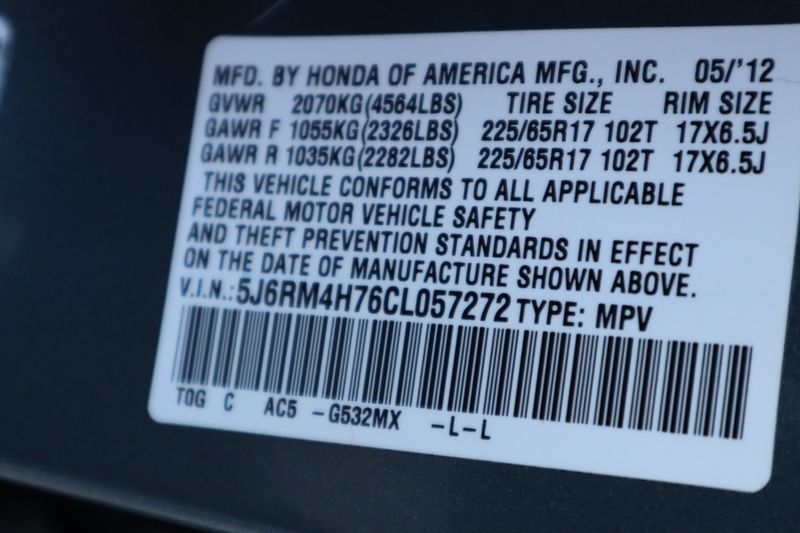 MFD. BY HONDA OF AMERICA MFG., INC. 05/'12
GVWR 2070KG(4564LBS) TIRE SIZE RIM SIZE
GAWR F 1055KG(2326LBS) 225/65R17 102T 17X6.5J
GAWR R 1035KG(2282LBS) 225/65R17 102T 17X6.5J
THIS VEHICLE CONFORMS TO ALL APPLICABLE
FEDERAL MOTOR VEHICLE SAFETY
AND THEFT PREVENTION STANDARDS IN EFFECT
ON THE DATE OF MANUFACTURE SHOWN ABOVE.
V.I.N.: 5J6RM4H76CL057272 TYPE: MPV
T0G C AC5 -G532MX -L-L